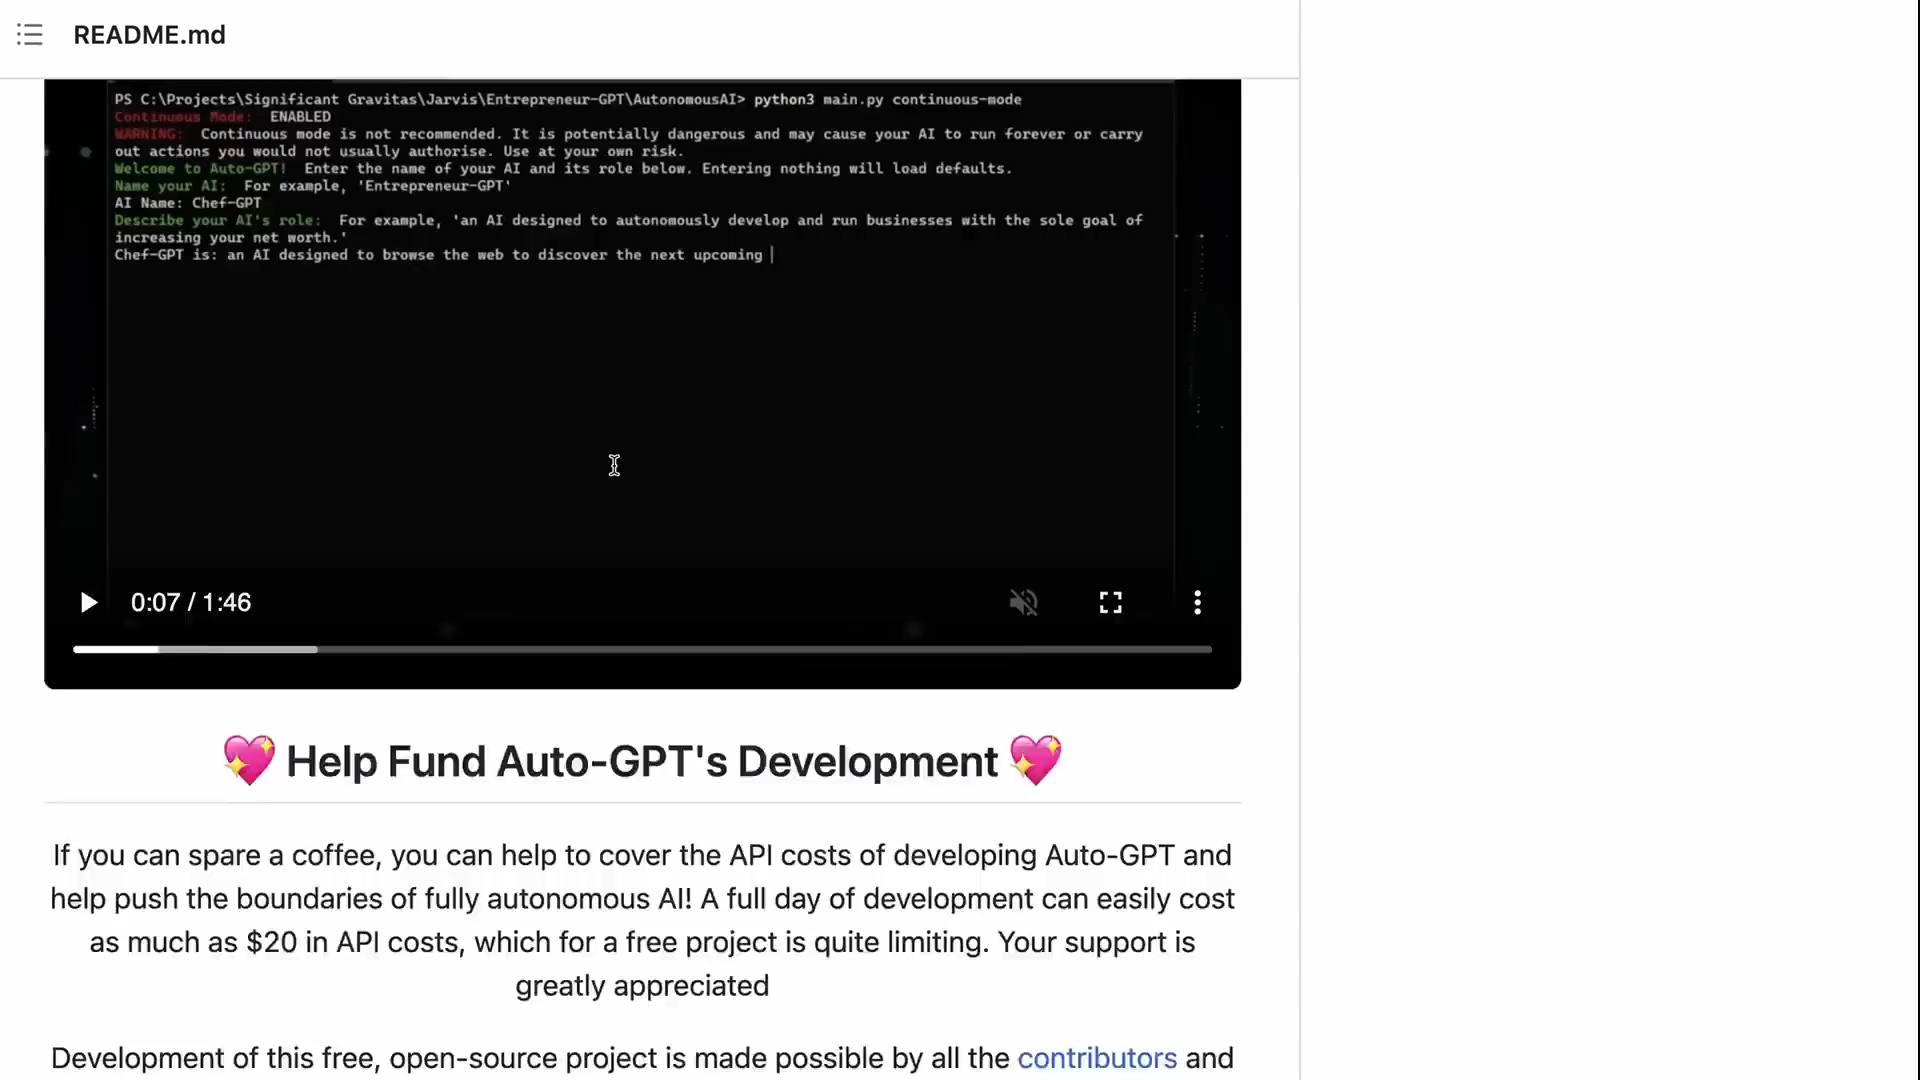 README.md
PS C:\Projects\Significant Gravitas\Jarvis\Entrepreneur-GPT\AutonomousAI> python3 main.py continuous-mode
Continuous Mode: ENABLED
WARNING: Continuous mode is not recommended. It is potentially dangerous and may cause your AI to run forever or carry
out actions you would not usually authorise. Use at your own risk.
Welcome to Auto-GPT! Enter the name of your AI and its role below. Entering nothing will load defaults.
Name your AI: For example, 'Entrepreneur-GPT'
AI Name: Chef-GPT
Describe your AI's role: For example, 'an AI designed to autonomously develop and run businesses with the sole goal of
increasing your net worth.'
Chef-GPT is: an AI designed to browse the web to discover the next upcoming
0:07 / 1:46
💖 Help Fund Auto-GPT's Development 💖
If you can spare a coffee, you can help to cover the API costs of developing Auto-GPT and
help push the boundaries of fully autonomous AI! A full day of development can easily cost
as much as $20 in API costs, which for a free project is quite limiting. Your support is
greatly appreciated
Development of this free, open-source project is made possible by all the contributors and